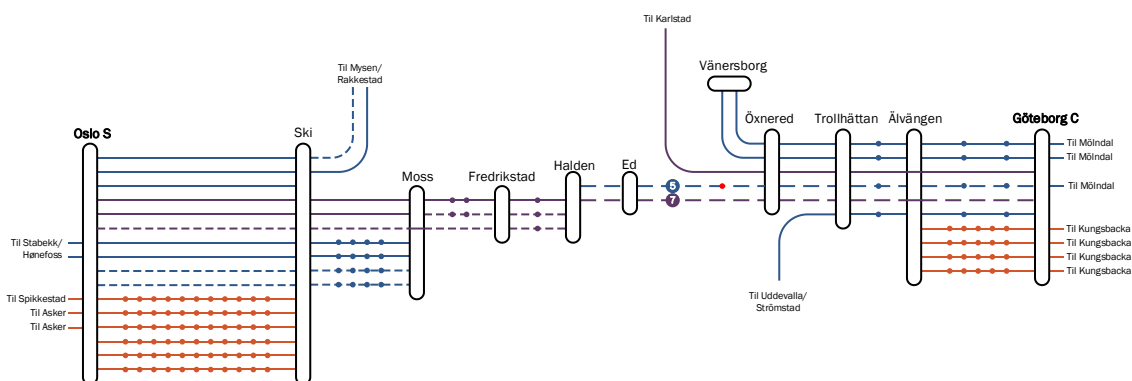 Til Karlstad
Til Mysen/
Rakkestad
Vänersborg
Oslo S
Ski
Öxnered
Trollhättan
Älvängen
Göteborg C
Moss
Fredrikstad
Halden
Ed
Til Mölndal
Til Mölndal
5
Til Mölndal
7
Til Stabekk/
Hønefoss
Til Kungsbacka
Til Kungsbacka
Til Kungsbacka
Til Kungsbacka
Til Spikkestad
Til Asker
Til Asker
Til Uddevalla/
Strömstad